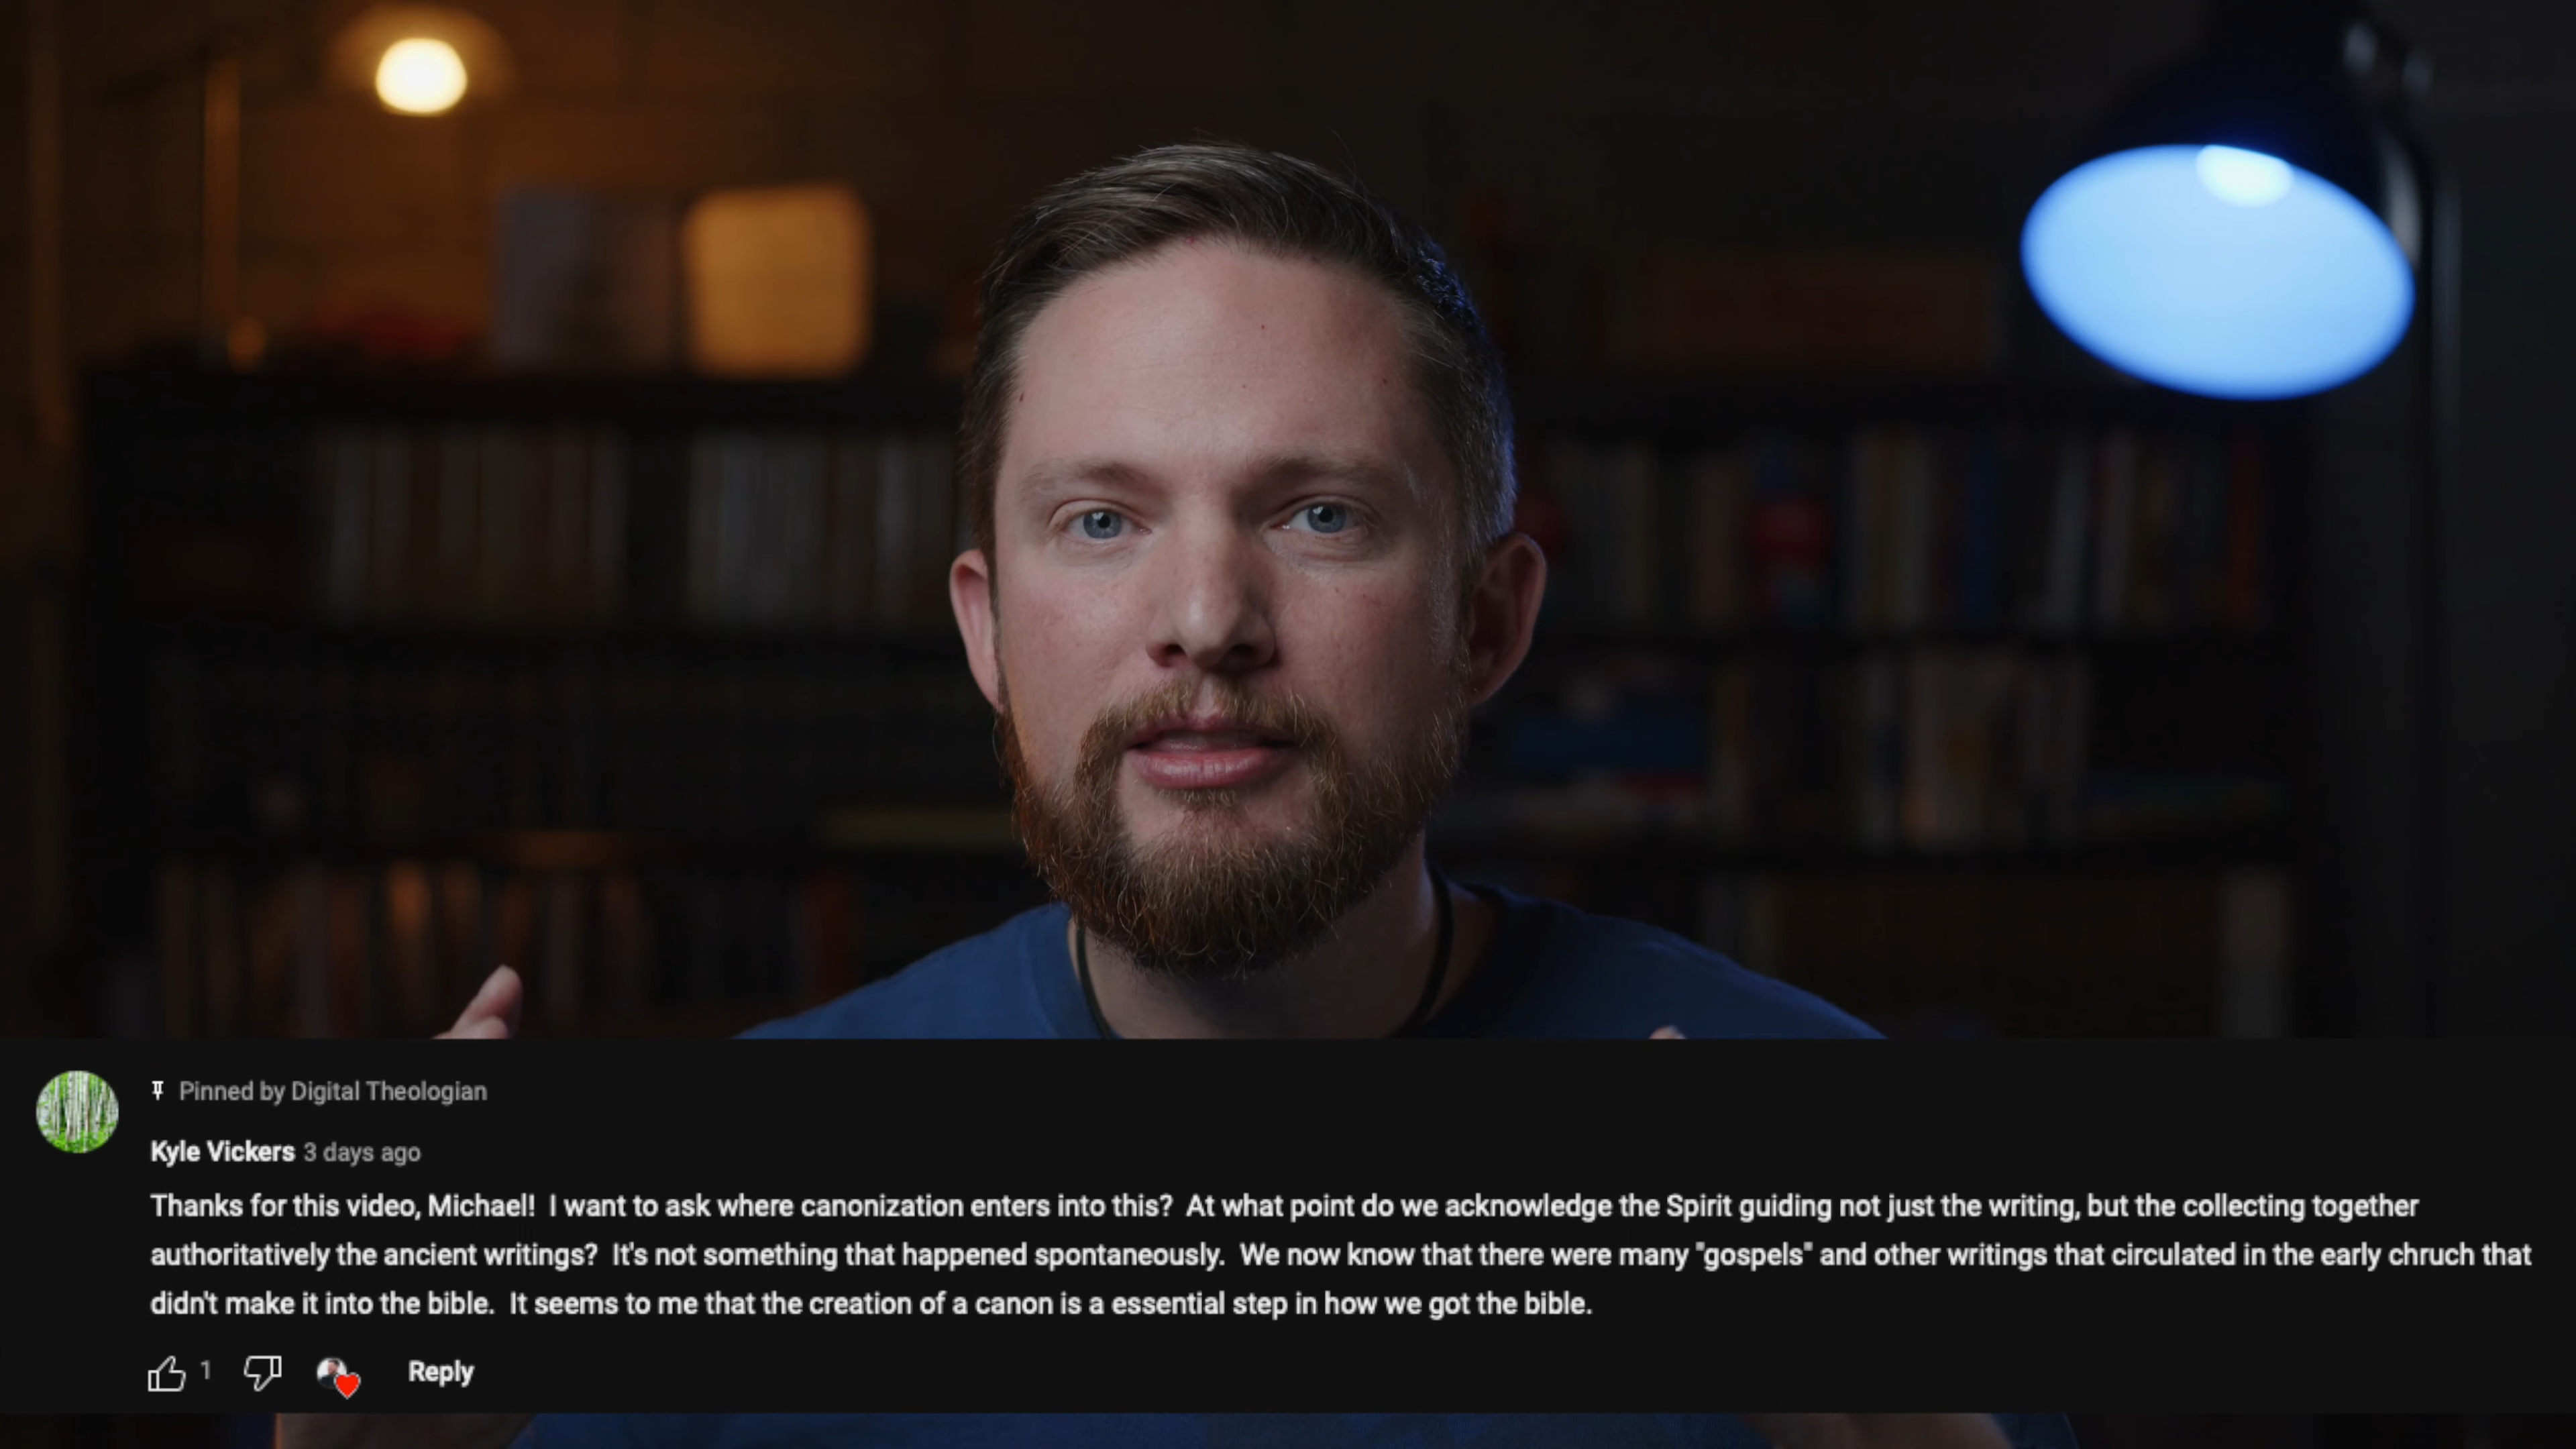 Pinned by Digital Theologian
Kyle Vickers 3 days ago
Thanks for this video, Michael!  I want to ask where canonization enters into this?  At what point do we acknowledge the Spirit guiding not just the writing, but the collecting together
authoritatively the ancient writings?  It's not something that happened spontaneously.  We now know that there were many "gospels" and other writings that circulated in the early chruch that
didn't make it into the bible.  It seems to me that the creation of a canon is a essential step in how we got the bible.
1 Reply